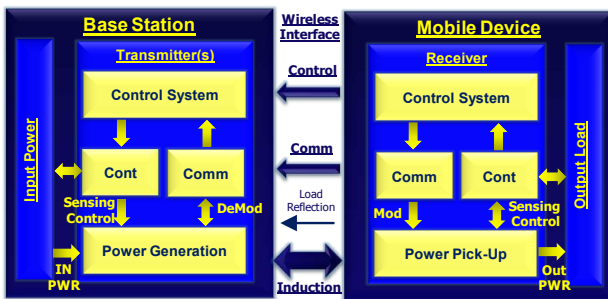 Base Station
Transmitter(s)
Control System
Cont
Comm
Sensing
Control
DeMod
Power Generation
Input Power
IN
PWR
Wireless
Interface
Control
Comm
Load
Reflection
Induction
Mobile Device
Receiver
Control System
Comm
Cont
Mod
Sensing
Control
Power Pick-Up
Output Load
Out
PWR